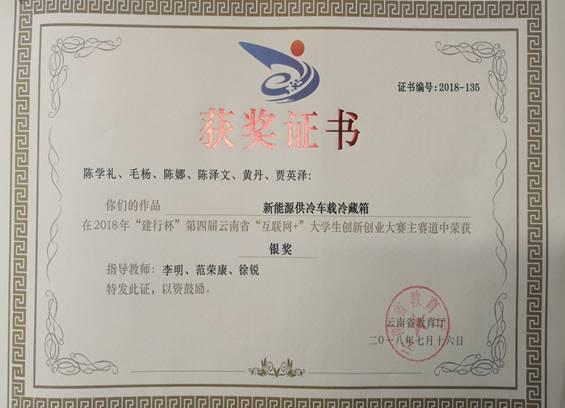 证书编号:2018-135
获奖证书
陈学礼、毛杨、陈娜、陈泽文、黄丹、贾英泽:
你们的作品 新能源供冷车载冷藏箱
在2018年“建行杯”第四届云南省“互联网+”大学生创新创业大赛主赛道中荣获
银奖
指导教师: 李明、范荣康、徐锐
特发此证,以资鼓励。
云南省教育厅
二〇一八年七月十六日